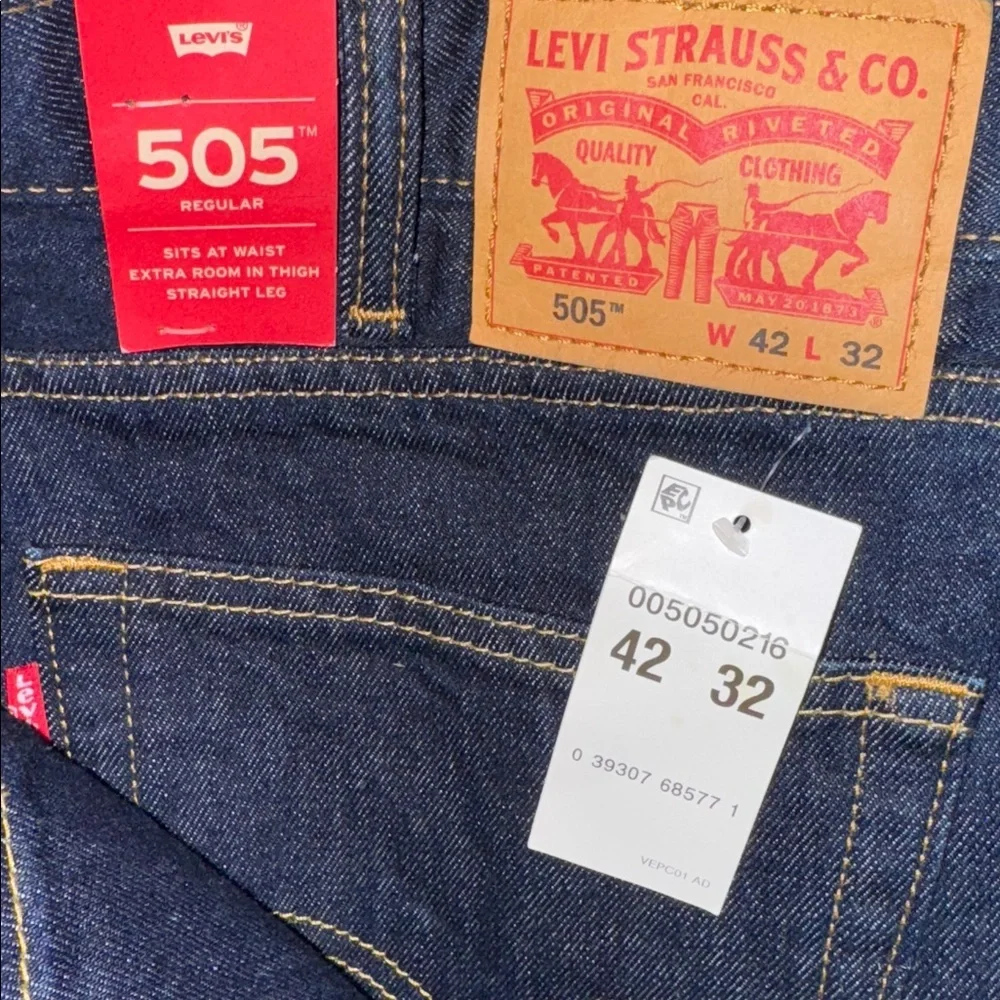 LEVI'S®
505™
REGULAR
SITS AT WAIST
EXTRA ROOM IN THIGH
STRAIGHT LEG
LEVI STRAUSS & CO.
SAN FRANCISCO
CAL.
ORIGINAL RIVETED
QUALITY CLOTHING
PATENTED MAY 20 1873
®
505™
W 42 L 32
EPC™
005050216
42 32
0 39307 68577 1
VEPC01 AD
Lev